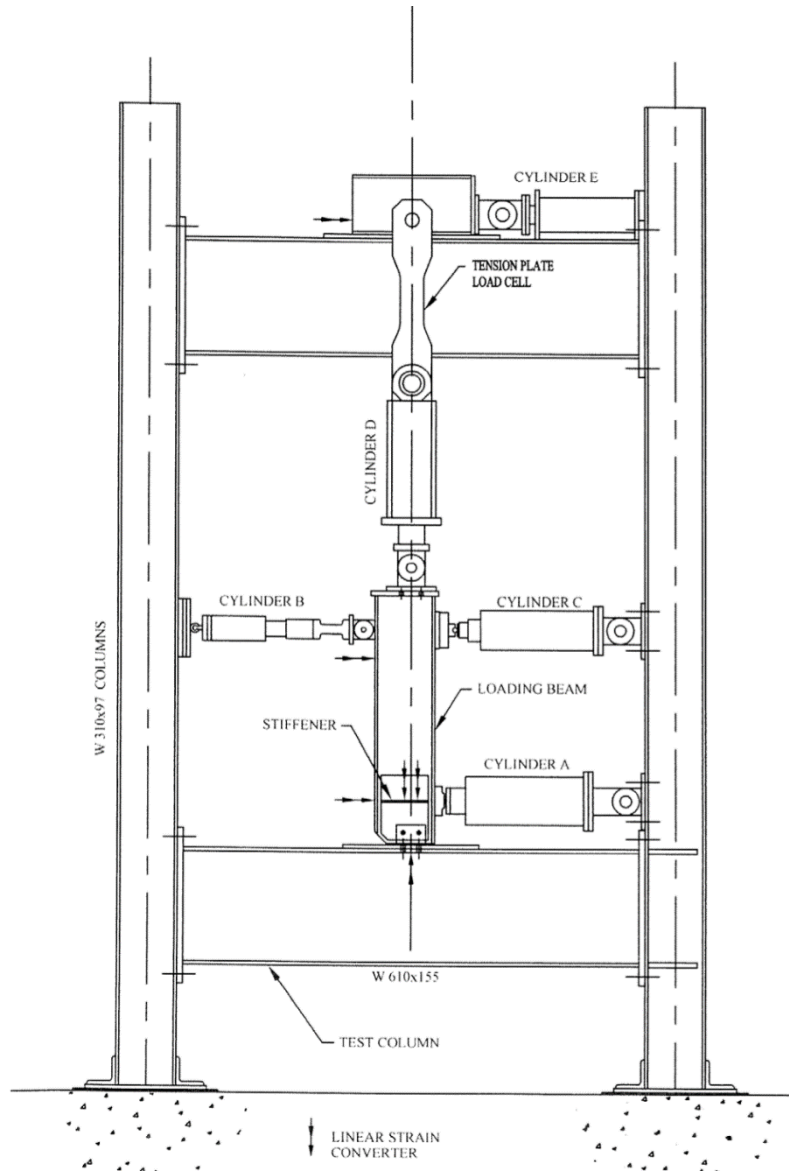 CYLINDER E
TENSION PLATE
LOAD CELL
CYLINDER D
CYLINDER B
CYLINDER C
W 310x97 COLUMNS
LOADING BEAM
STIFFENER
CYLINDER A
W 610x155
TEST COLUMN
LINEAR STRAIN
CONVERTER